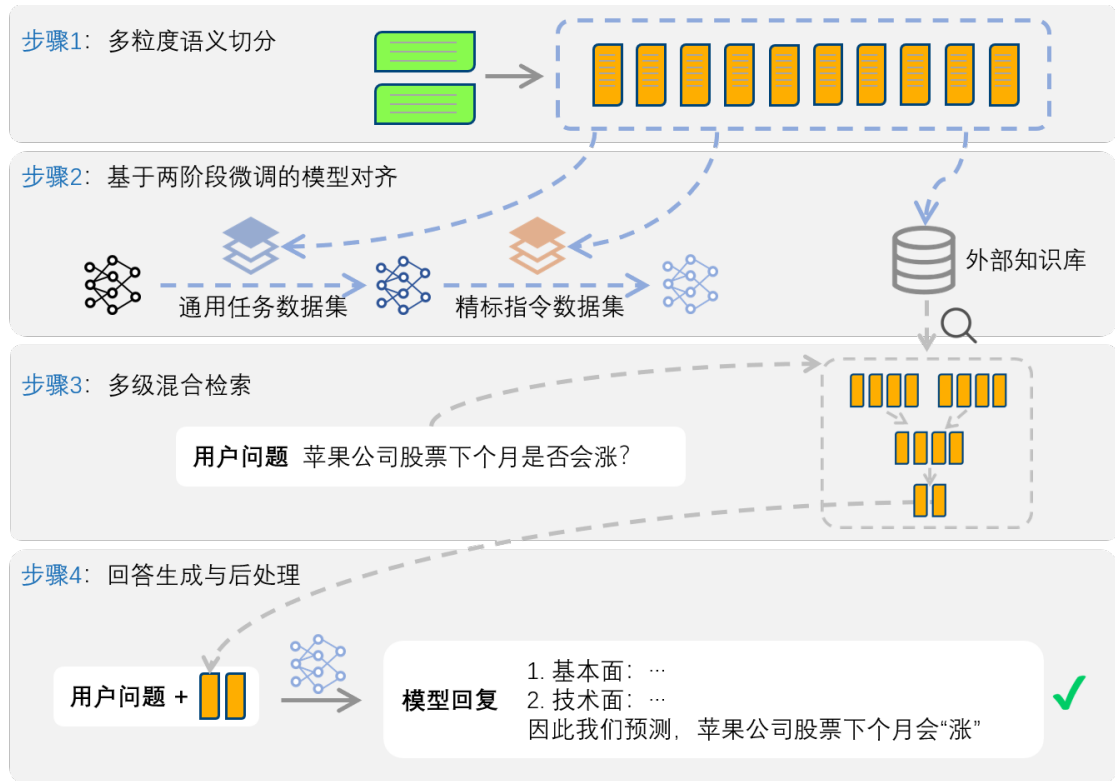 步骤1：多粒度语义切分
步骤2：基于两阶段微调的模型对齐
外部知识库
通用任务数据集
精标指令数据集
步骤3：多级混合检索
用户问题 苹果公司股票下个月是否会涨？
步骤4：回答生成与后处理
用户问题 +
模型回复
1. 基本面：…
2. 技术面：…
因此我们预测，苹果公司股票下个月会“涨”